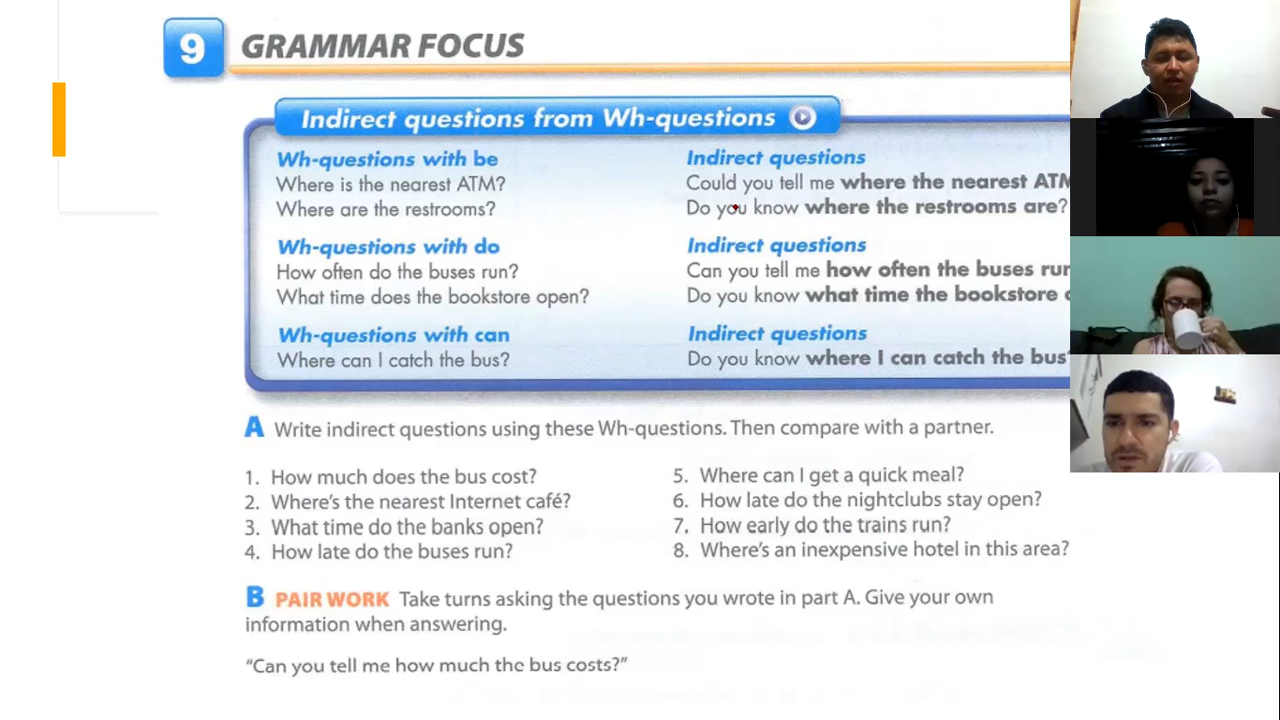 9 GRAMMAR FOCUS
Indirect questions from Wh-questions
Wh-questions with be
Where is the nearest ATM?
Where are the restrooms?
Indirect questions
Could you tell me where the nearest
Do you know where the restrooms are?
Wh-questions with do
How often do the buses run?
What time does the bookstore open?
Indirect questions
Can you tell me how often the buses
Do you know what time the bookstore
Wh-questions with can
Where can I catch the bus?
Indirect questions
Do you know where I can catch the bus
A Write indirect questions using these Wh-questions. Then compare with a partner.
1. How much does the bus cost?
2. Where's the nearest Internet café?
3. What time do the banks open?
4. How late do the buses run?
5. Where can I get a quick meal?
6. How late do the nightclubs stay open?
7. How early do the trains run?
8. Where's an inexpensive hotel in this area?
B PAIR WORK Take turns asking the questions you wrote in part A. Give your own
information when answering.
"Can you tell me how much the bus costs?"